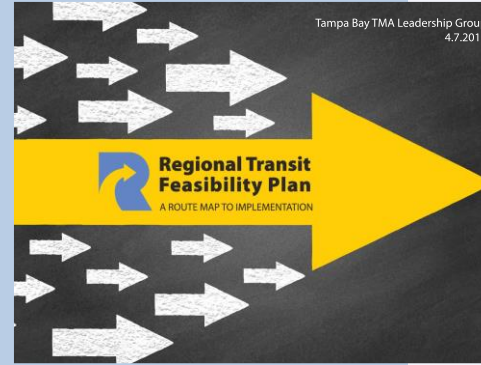 Tampa Bay TMA Leadership Grou
4.7.201
Regional Transit
Feasibility Plan
A ROUTE MAP TO IMPLEMENTATION